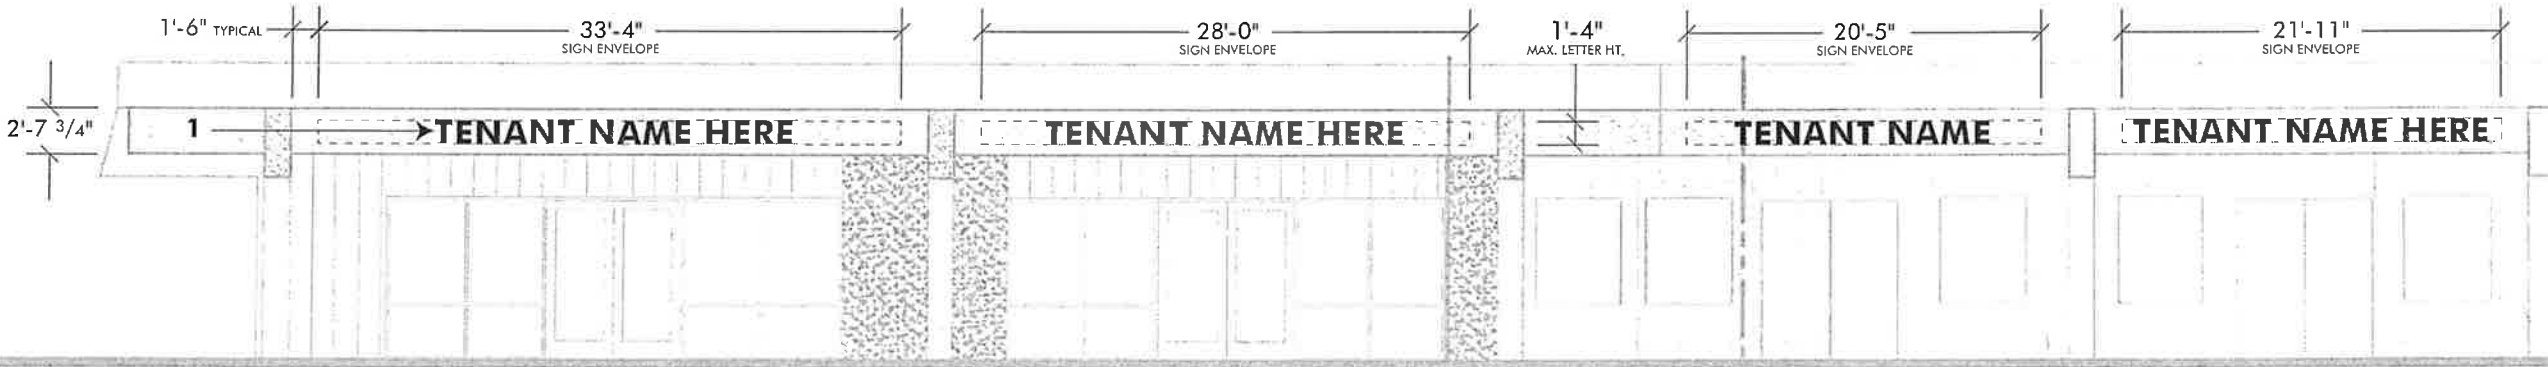 1'-6" TYPICAL
33'-4"
SIGN ENVELOPE
28'-0"
SIGN ENVELOPE
1'-4"
MAX. LETTER HT.
20'-5"
SIGN ENVELOPE
21'-11"
SIGN ENVELOPE
2'-7 3/4"
1
TENANT NAME HERE
TENANT NAME HERE
TENANT NAME
TENANT NAME HERE